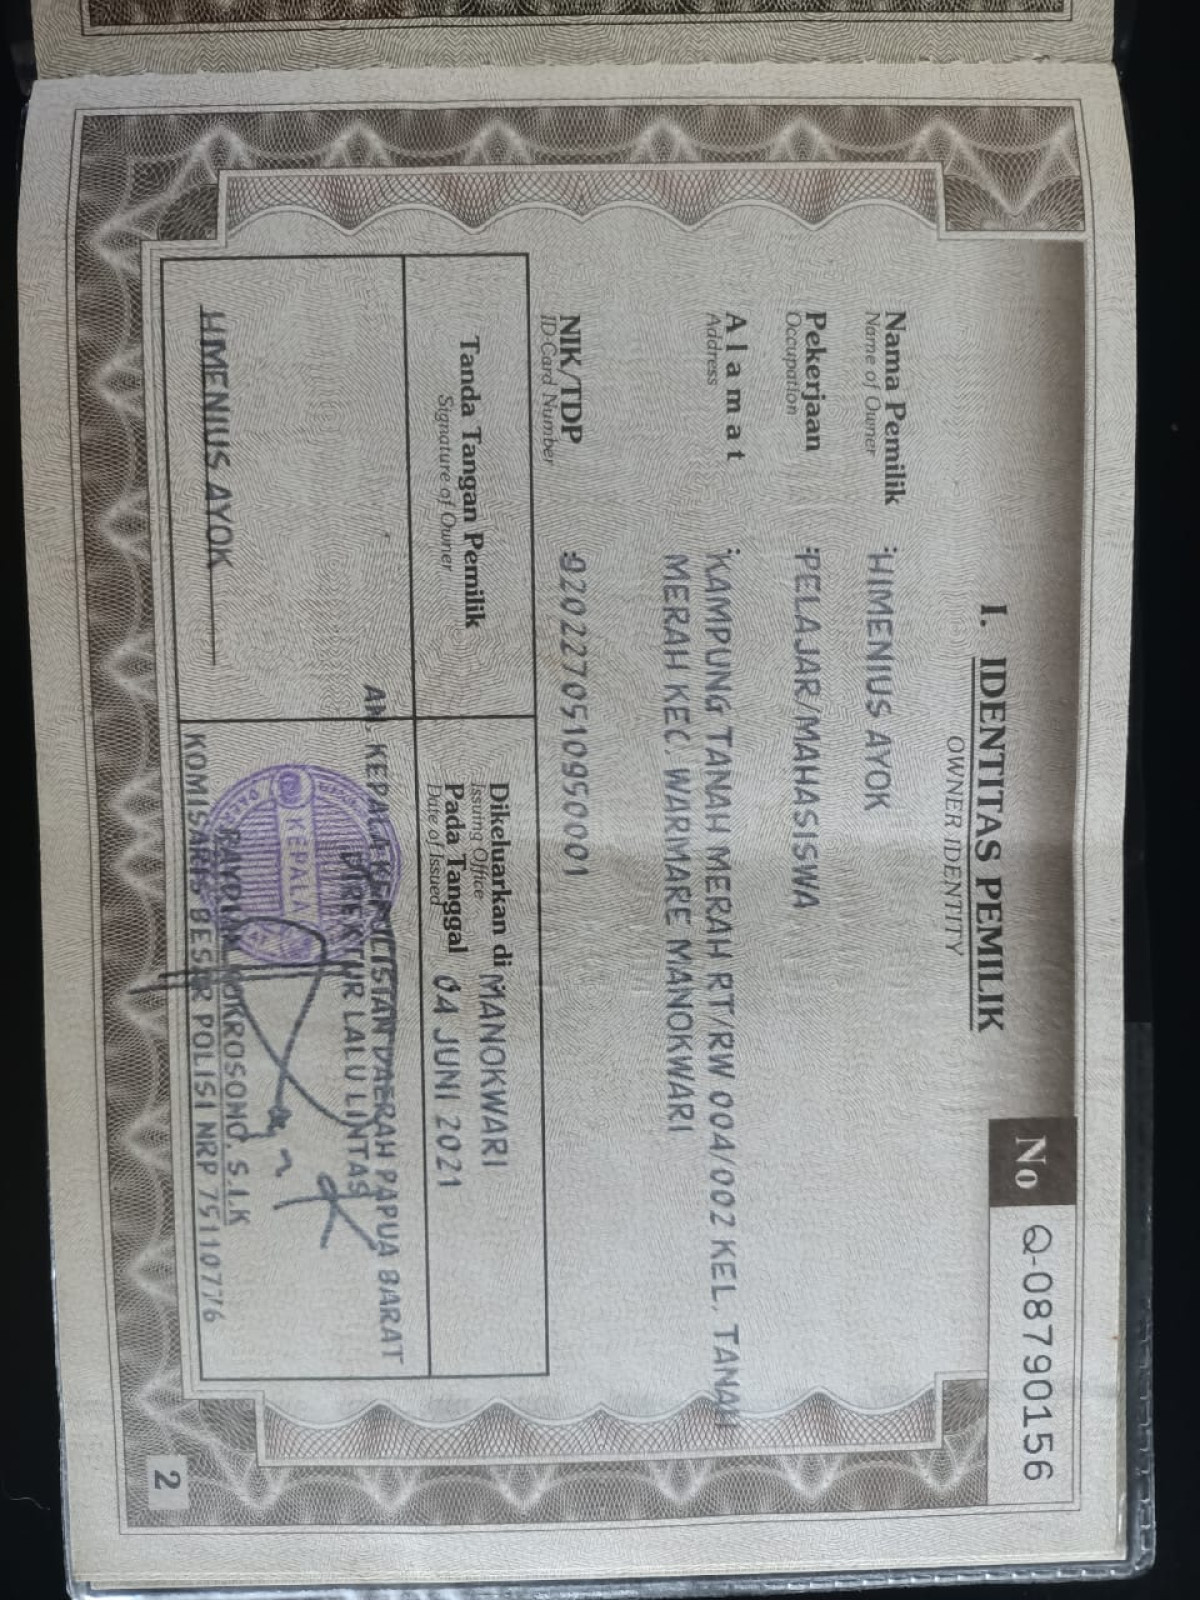 I. IDENTITAS PEMILIK
OWNER IDENTITY
No Q-08790156
Nama Pemilik :HIMENIUS AYOK
Name of Owner
Pekerjaan :PELAJAR/MAHASISWA
Occupation
Alamat :KAMPUNG TANAH MERAH RT/RW 004/002 KEL. TANAH
Address
MERAH KEC. WARMARE MANOKWARI
NIK/TDP :9202270510950001
ID Card Number
Tanda Tangan Pemilik
Signature of Owner
Dikeluarkan di MANOKWARI
Issuing Office
Pada Tanggal 04 JUNI 2021
Date of Issued
AN. KEPALA KEPOLISIAN DAERAH PAPUA BARAT
DIREKTUR LALU LINTAS
KEPALA
HMENIUS AYOK
S.I.K
KOMISARIS BESAR POLISI NRP 75110776
2